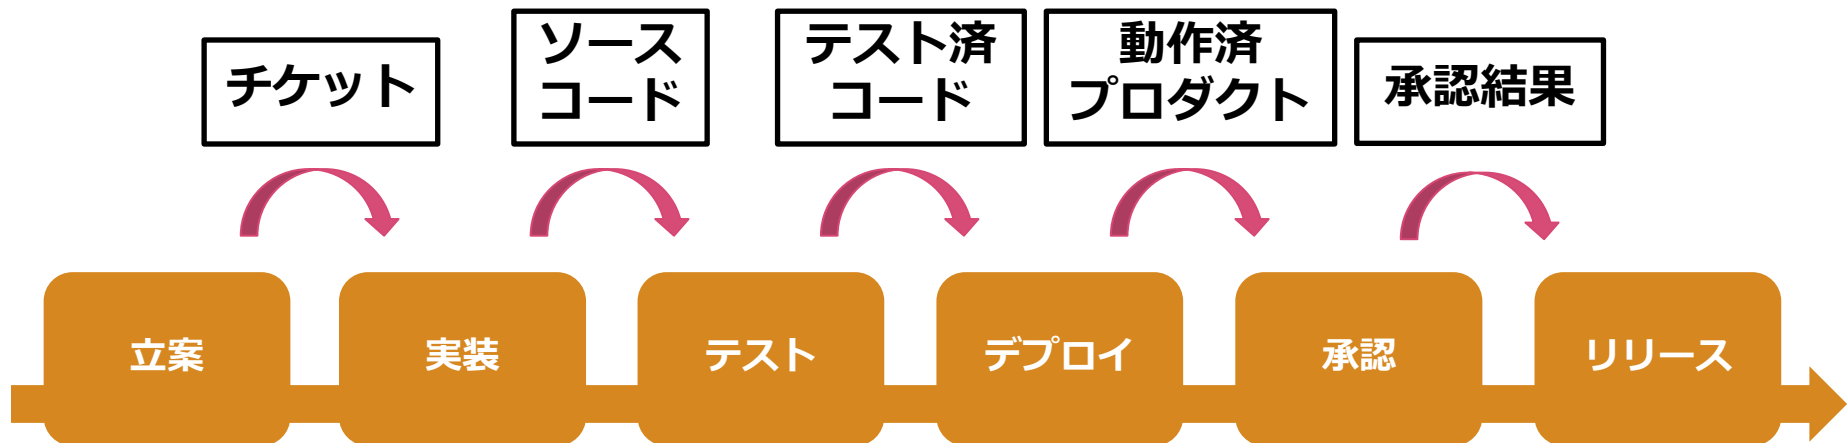 チケット
ソース
コード
テスト済
コード
動作済
プロダクト
承認結果
立案
実装
テスト
デプロイ
承認
リリース